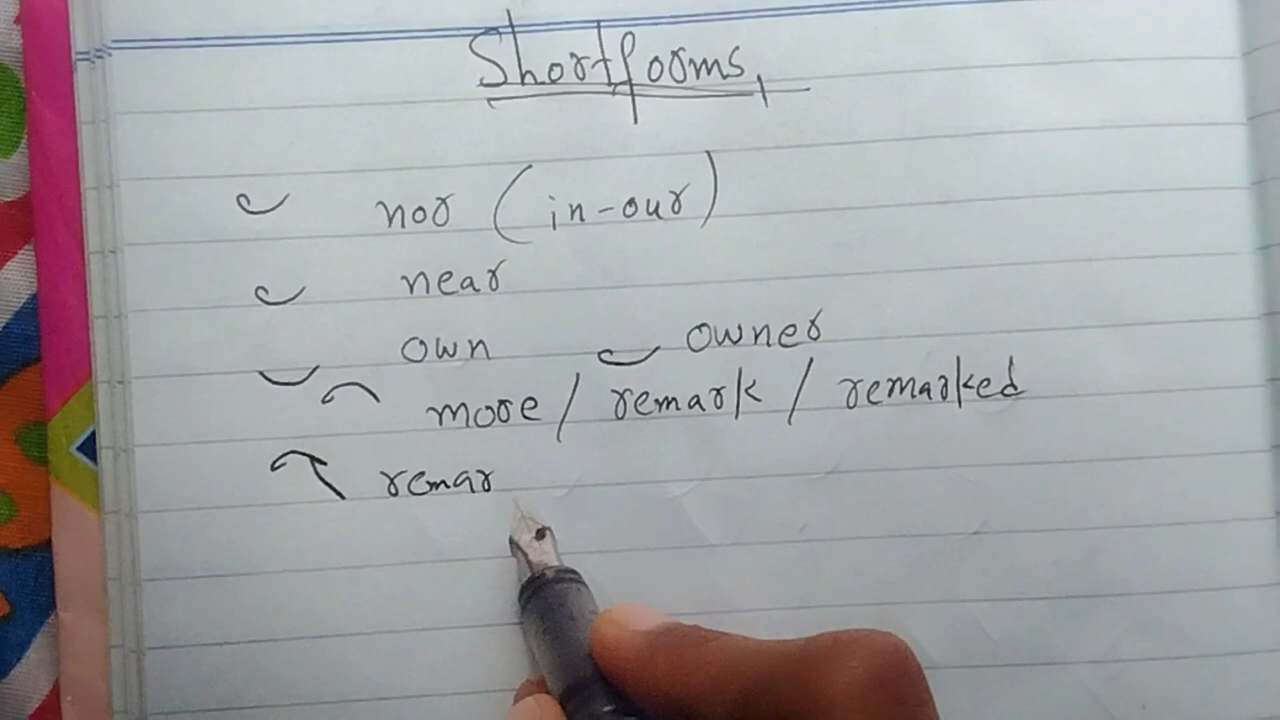 Shortforms
nor (in-our)
near
own owner
more / remark / remarked
remar